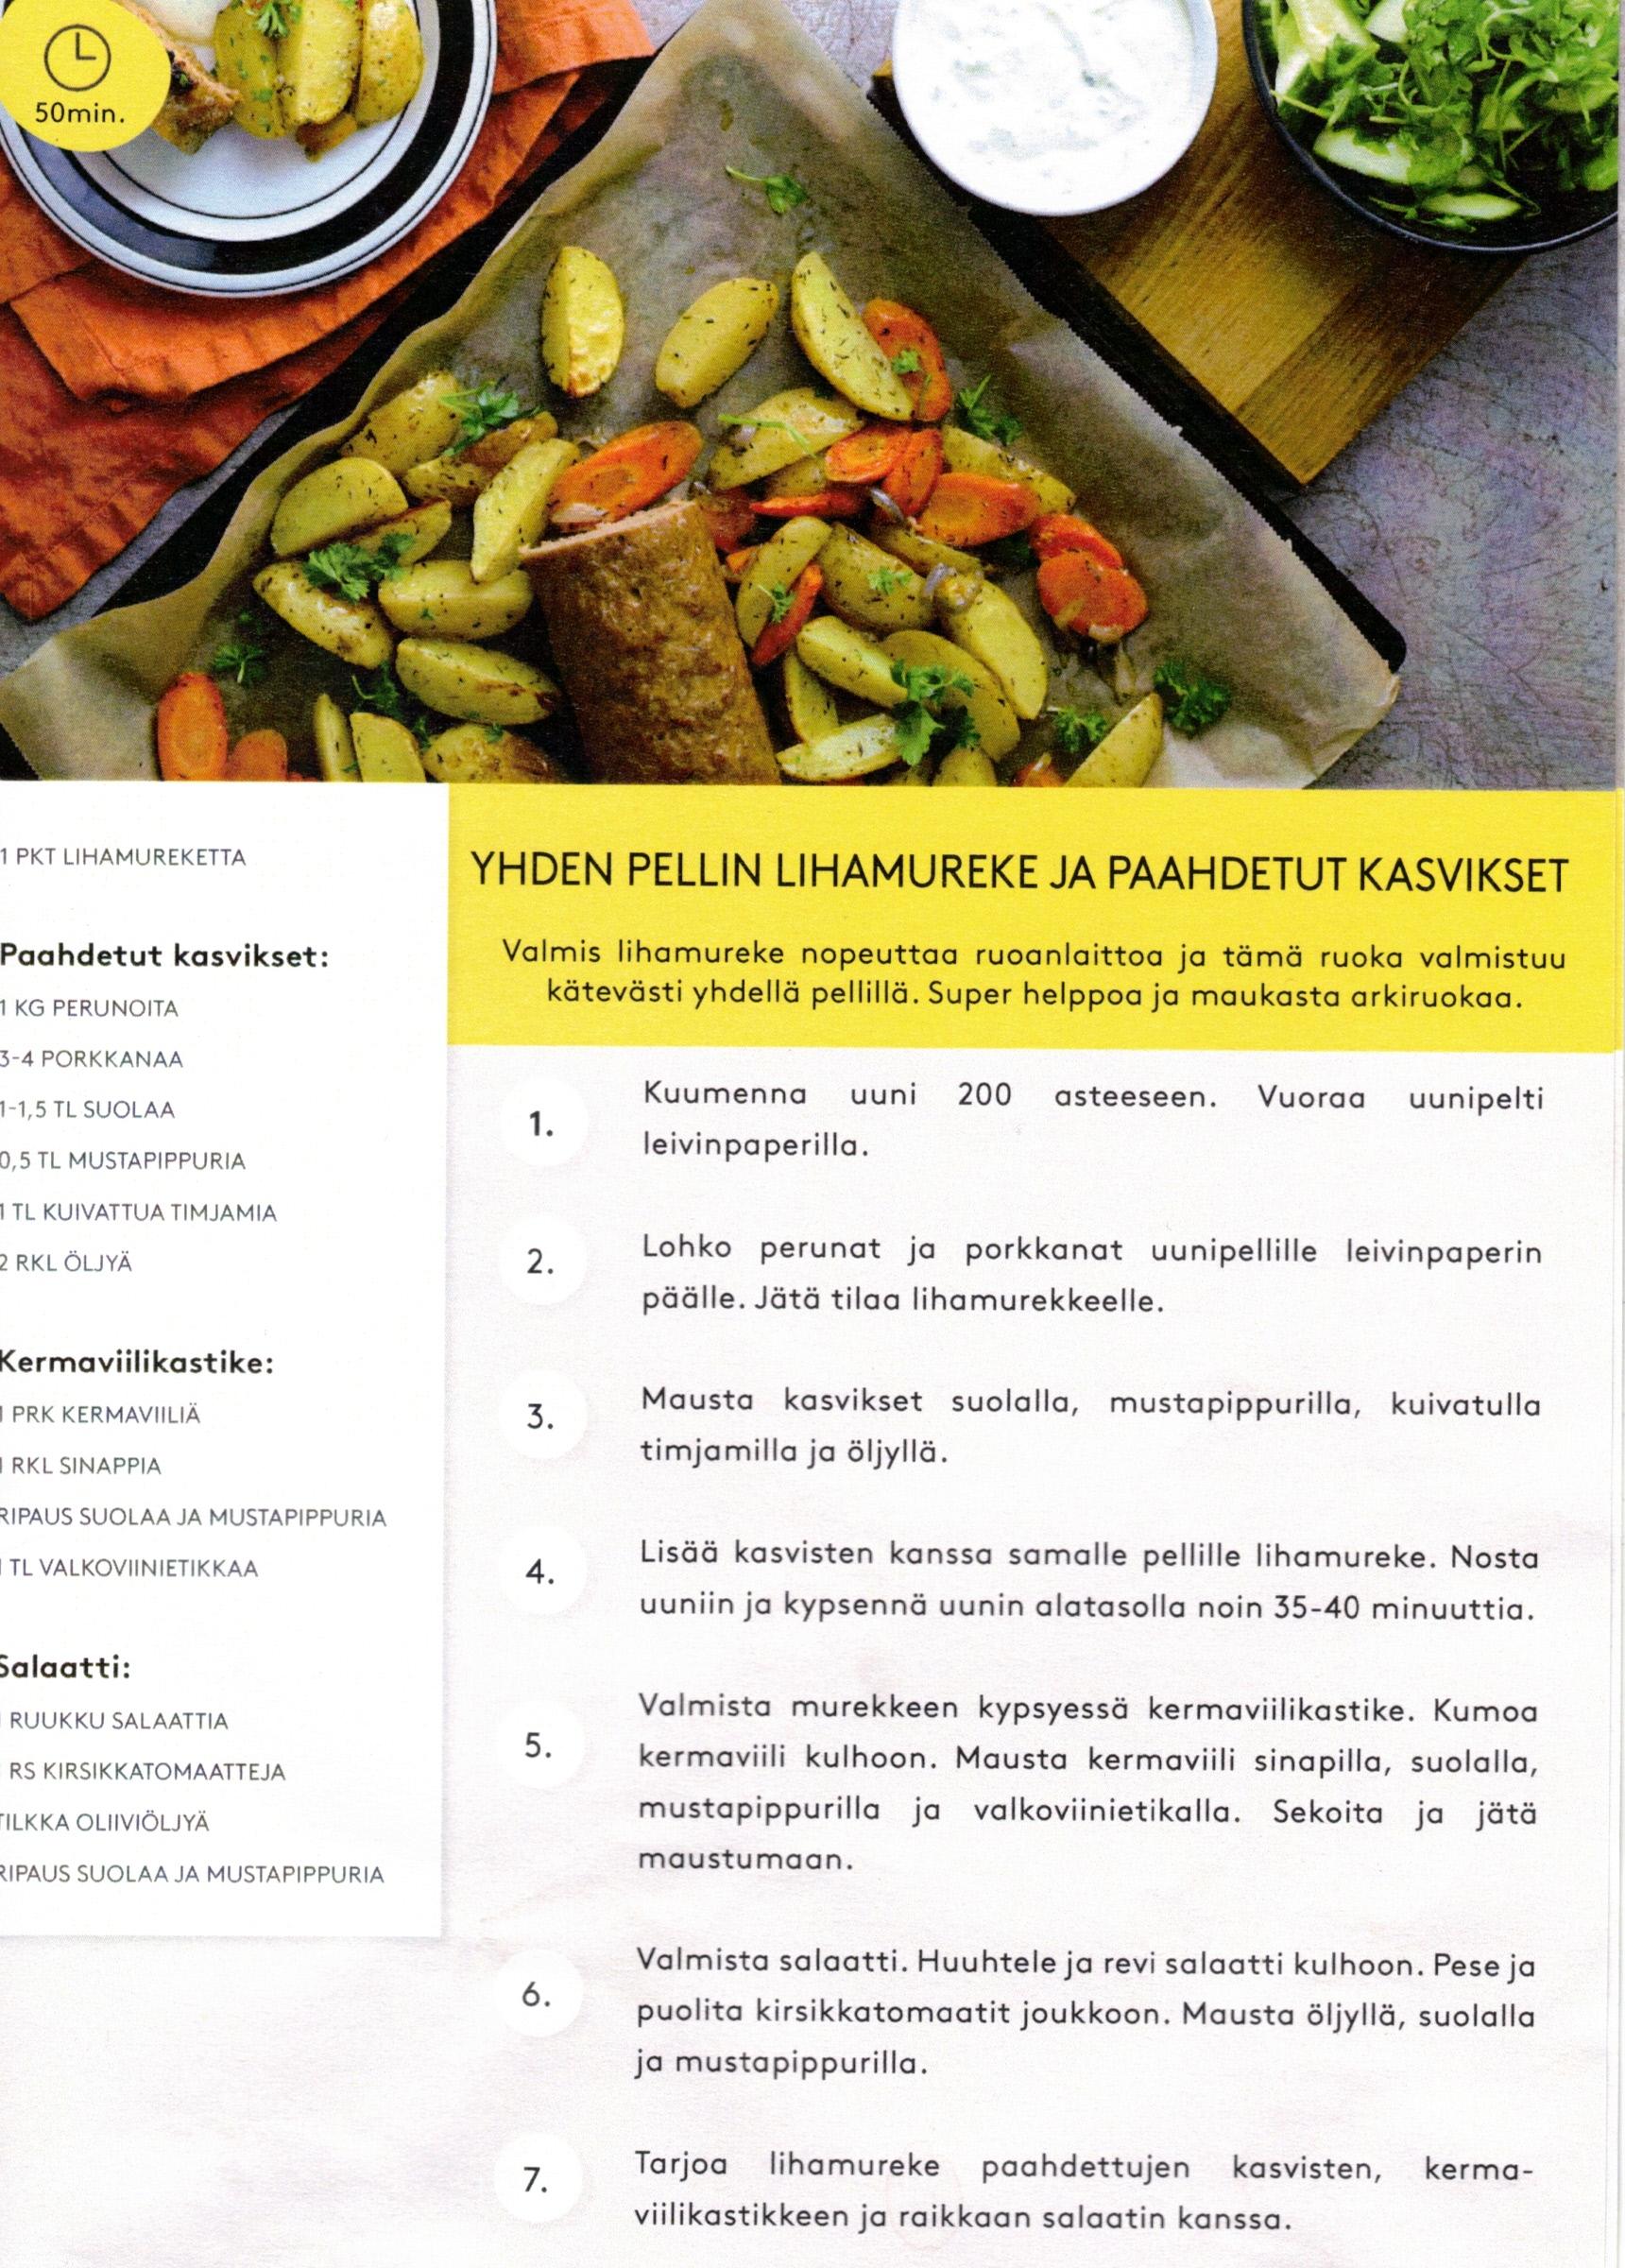 50min.
1 PKT LIHAMUREKETTA
Paahdetut kasvikset:
1 KG PERUNOITA
3-4 PORKKANAA
1-1,5 TL SUOLAA
0,5 TL MUSTAPIPPURIA
1 TL KUIVATTUA TIMJAMIA
2 RKL ÖLJYÄ
Kermaviilikastike:
1 PRK KERMAVIILIÄ
1 RKL SINAPPIA
RIPAUS SUOLAA JA MUSTAPIPPURIA
TL VALKOVIINIETIKKAA
Salaatti:
RUUKKU SALAATTIA
RS KIRSIKKATOMAATTEJA
TILKKA OLIIVIÖLJYÄ
RIPAUS SUOLAA JA MUSTAPIPPURIA
YHDEN PELLIN LIHAMUREKE JA PAAHDETUT KASVIKSET
Valmis lihamureke nopeuttaa ruoanlaittoa ja tämä ruoka valmistuu
kätevästi yhdellä pellillä. Super helppoa ja maukasta arkiruokaa.
1. Kuumenna uuni 200 asteeseen. Vuoraa uunipelti
leivinpaperilla.
2. Lohko perunat ja porkkanat uunipellille leivinpaperin
päälle. Jätä tilaa lihamurekkeelle.
3. Mausta kasvikset suolalla, mustapippurilla, kuivatulla
timjamilla ja öljyllä.
4. Lisää kasvisten kanssa samalle pellille lihamureke. Nosta
uuniin ja kypsennä uunin alatasolla noin 35-40 minuuttia.
5. Valmista murekkeen kypsyessä kermaviilikastike. Kumoa
kermaviili kulhoon. Mausta kermaviili sinapilla, suolalla,
mustapippurilla ja valkoviinietikalla. Sekoita ja jätä
maustumaan.
6. Valmista salaatti. Huuhtele ja revi salaatti kulhoon. Pese ja
puolita kirsikkatomaatit joukkoon. Mausta öljyllä, suolalla
ja mustapippurilla.
7. Tarjoa lihamureke paahdettujen kasvisten, kerma-
viilikastikkeen ja raikkaan salaatin kanssa.